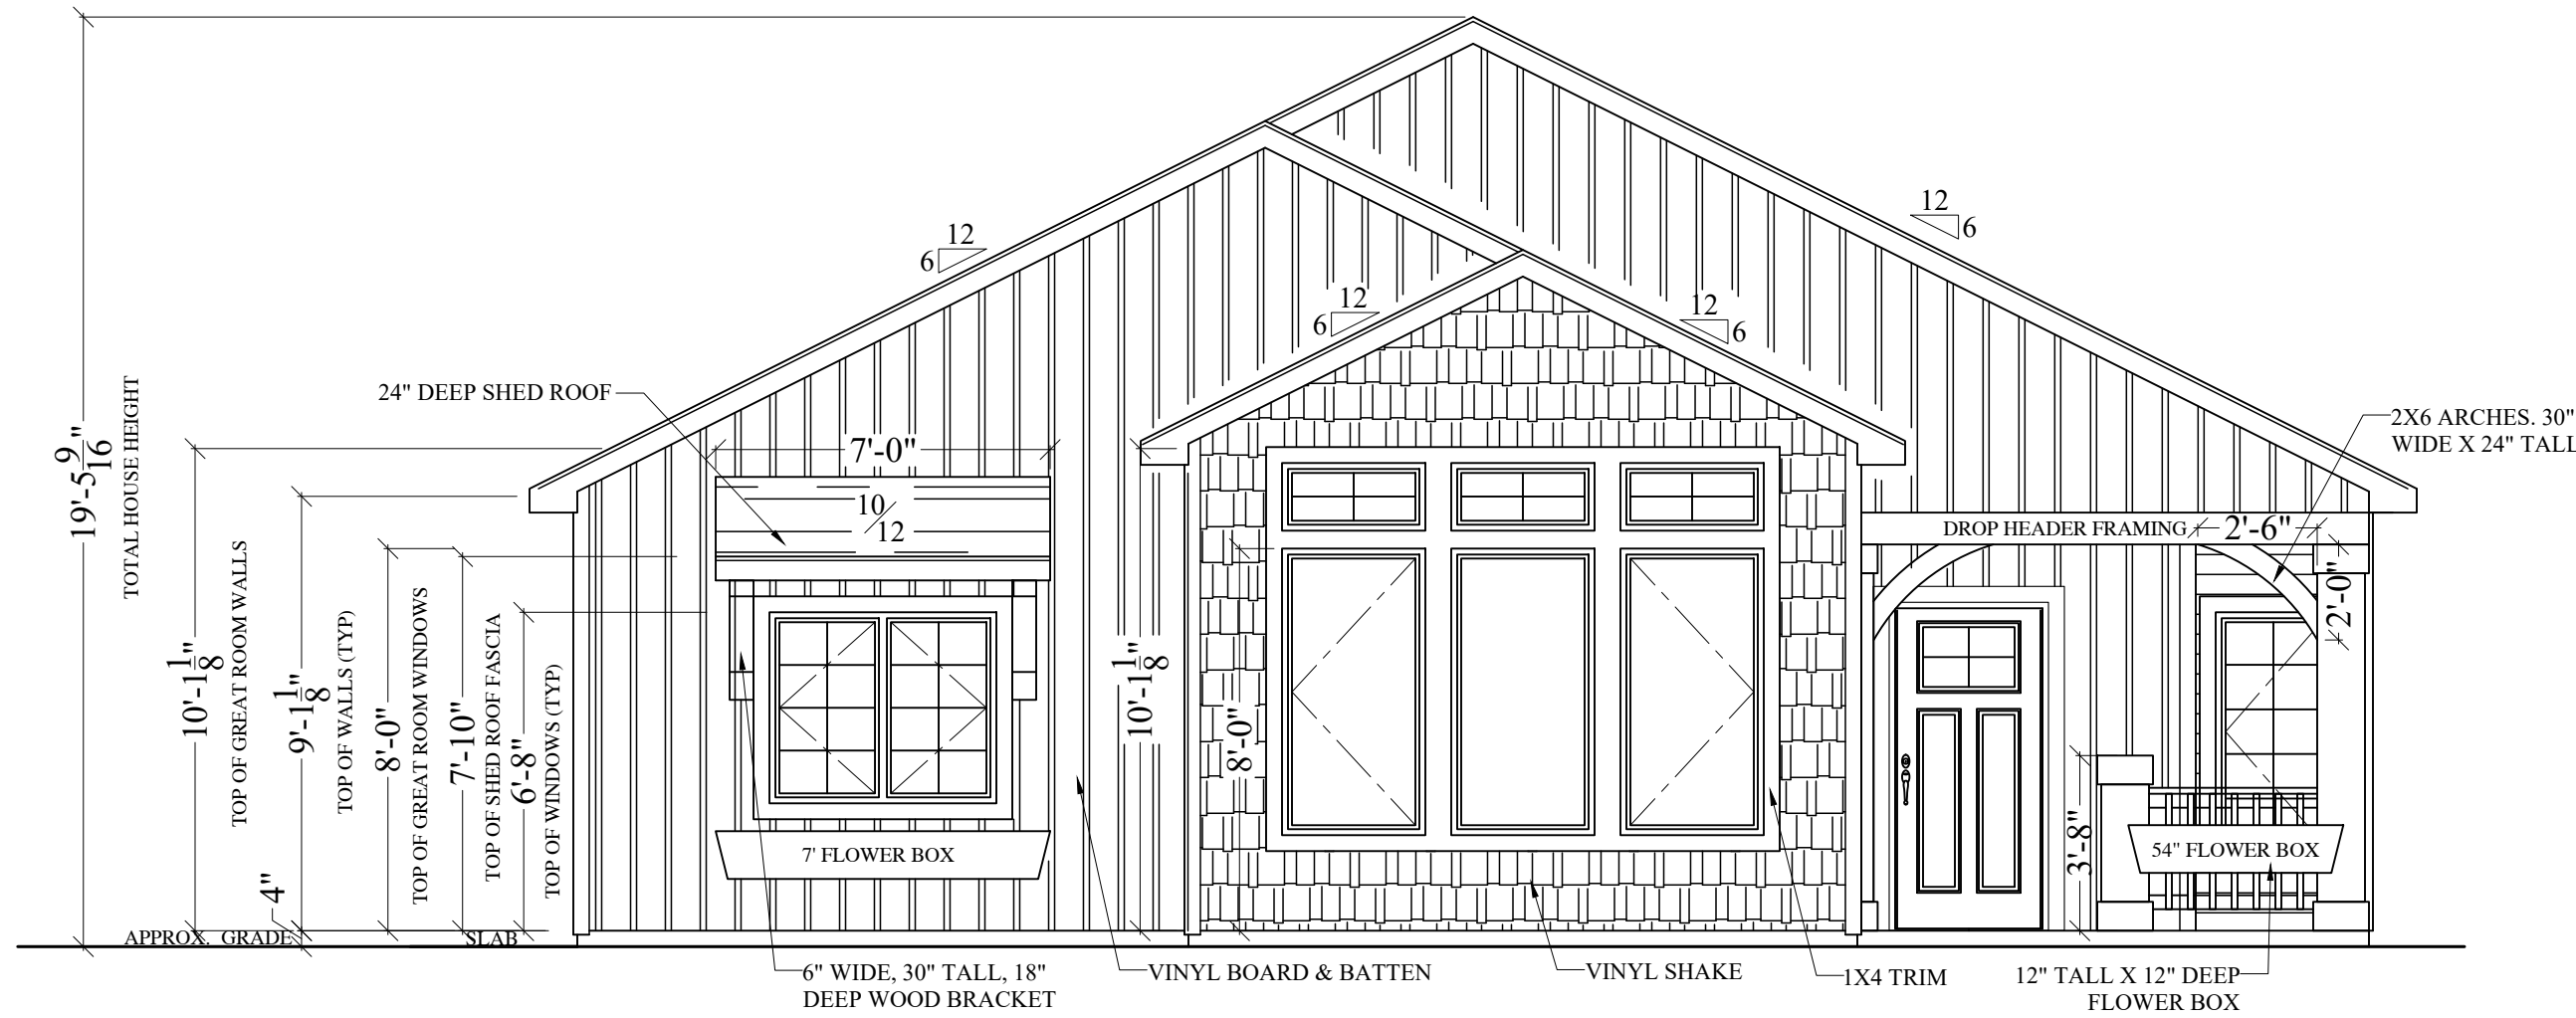 12
6
12
6
12
6
12
6
24" DEEP SHED ROOF
7'-0"
10/12
2X6 ARCHES. 30"
WIDE X 24" TALL
DROP HEADER FRAMING
2'-6"
2'-0"
19'-5 9/16"
TOTAL HOUSE HEIGHT
10'-1 1/8"
TOP OF GREAT ROOM WALLS
9'-1 1/8"
TOP OF WALLS (TYP)
8'-0"
TOP OF GREAT ROOM WINDOWS
7'-10"
TOP OF SHED ROOF FASCIA
6'-8"
TOP OF WINDOWS (TYP)
4"
10'-1 1/8"
8'-0"
3'-8"
7' FLOWER BOX
54" FLOWER BOX
APPROX. GRADE
SLAB
6" WIDE, 30" TALL, 18"
DEEP WOOD BRACKET
VINYL BOARD & BATTEN
VINYL SHAKE
1X4 TRIM
12" TALL X 12" DEEP
FLOWER BOX